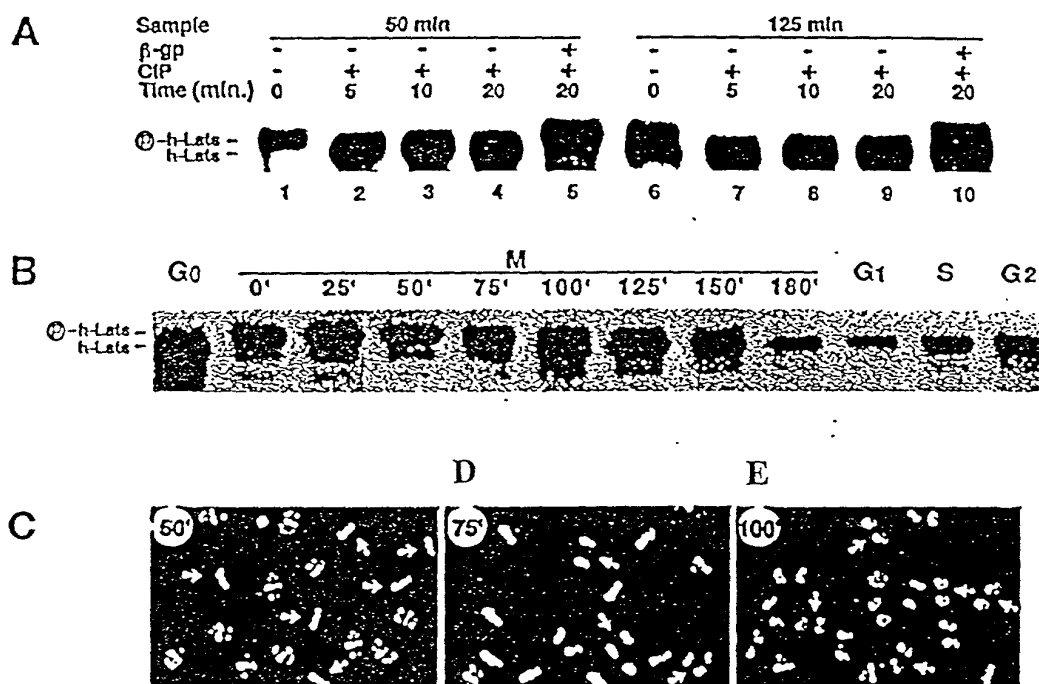 A
Sample 50 min 125 min
β-gp - - - - + - - - - +
CIP - + + + + - + + + +
Time (min.) 0 5 10 20 20 0 5 10 20 20
Ⓟ-h-Lats -
h-Lats -
1 2 3 4 5 6 7 8 9 10
B
G0 M G1 S G2
0' 25' 50' 75' 100' 125' 150' 180'
Ⓟ-h-Lats -
h-Lats -
D E
C
50' 75' 100'